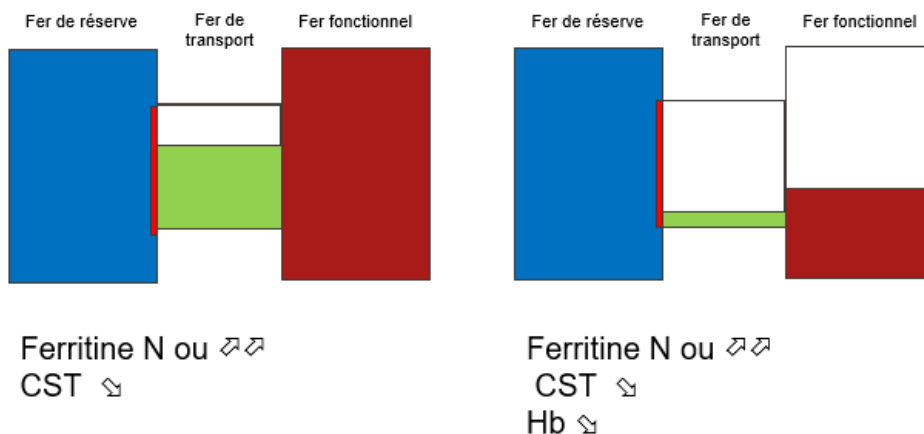 Fer de réserve
Fer de
transport
Fer fonctionnel
Fer de réserve
Fer de
transport
Fer fonctionnel
Ferritine N ou ⬀⬀
CST ⬂
Ferritine N ou ⬀⬀
CST ⬂
Hb ⬂